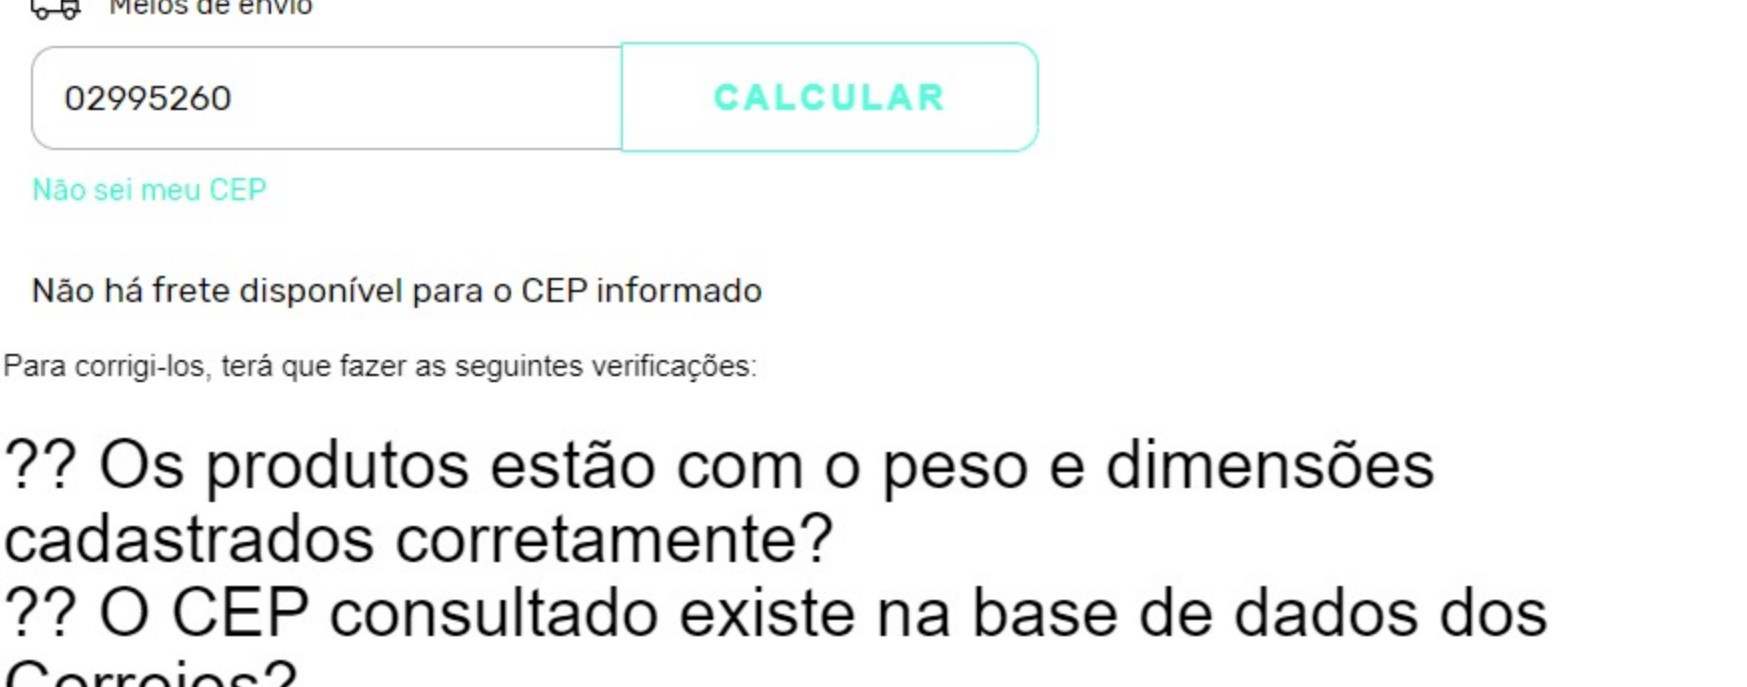 Meios de envio
02995260 CALCULAR
Não sei meu CEP
Não há frete disponível para o CEP informado
Para corrigi-los, terá que fazer as seguintes verificações:
?? Os produtos estão com o peso e dimensões
cadastrados corretamente?
?? O CEP consultado existe na base de dados dos
Correios?